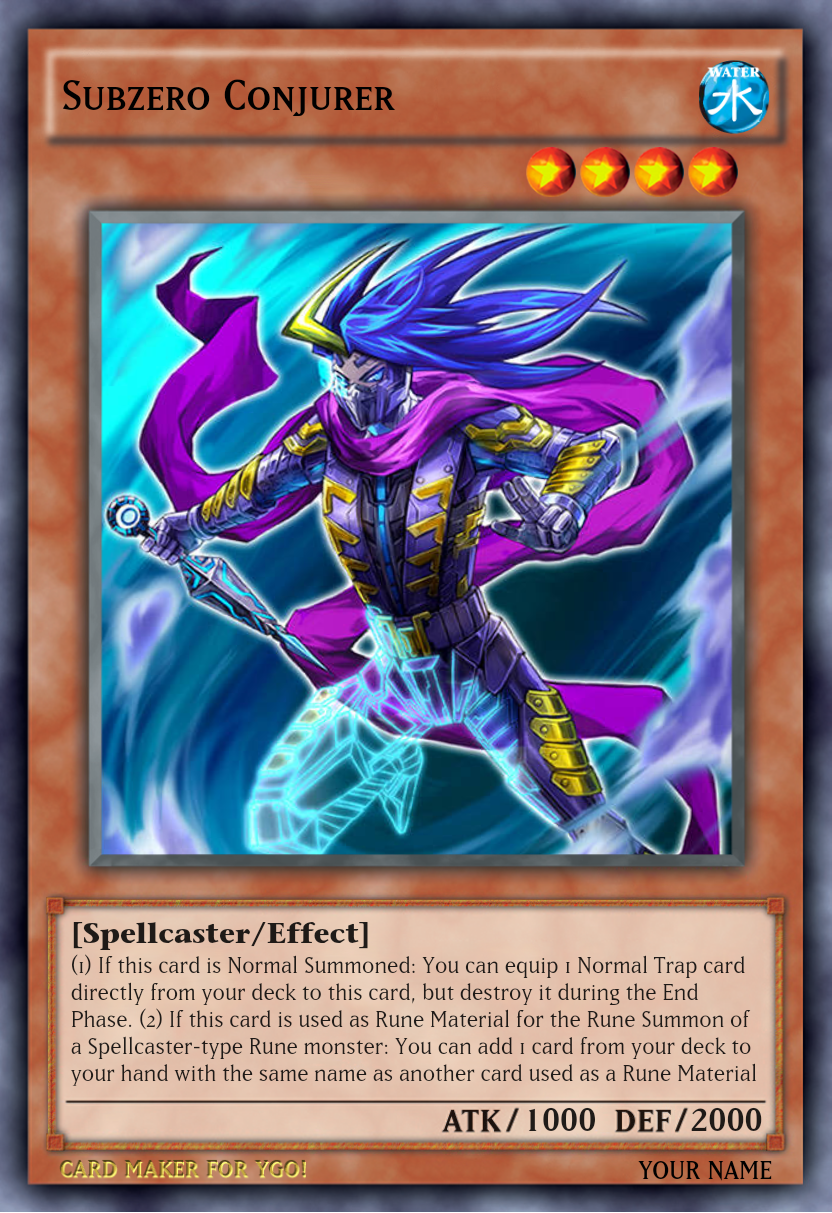 Subzero Conjurer
WATER
水
[Spellcaster/Effect]
(1) If this card is Normal Summoned: You can equip 1 Normal Trap card
directly from your deck to this card, but destroy it during the End
Phase. (2) If this card is used as Rune Material for the Rune Summon of
a Spellcaster-type Rune monster: You can add 1 card from your deck to
your hand with the same name as another card used as a Rune Material
ATK/1000 DEF/2000
CARD MAKER FOR YGO!
YOUR NAME